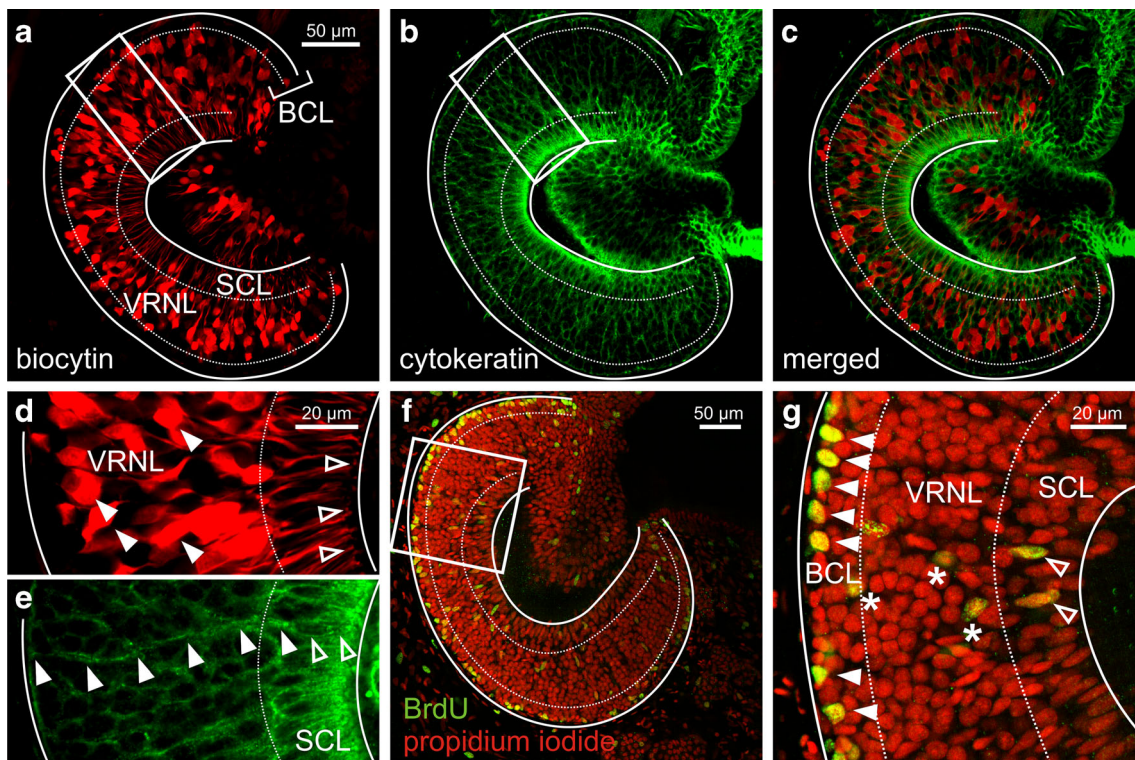 a
50 µm
BCL
SCL
VRNL
biocytin
b
cytokeratin
c
merged
d
20 µm
VRNL
e
SCL
f
50 µm
BrdU
propidium iodide
g
20 µm
VRNL
SCL
BCL
*
*
*